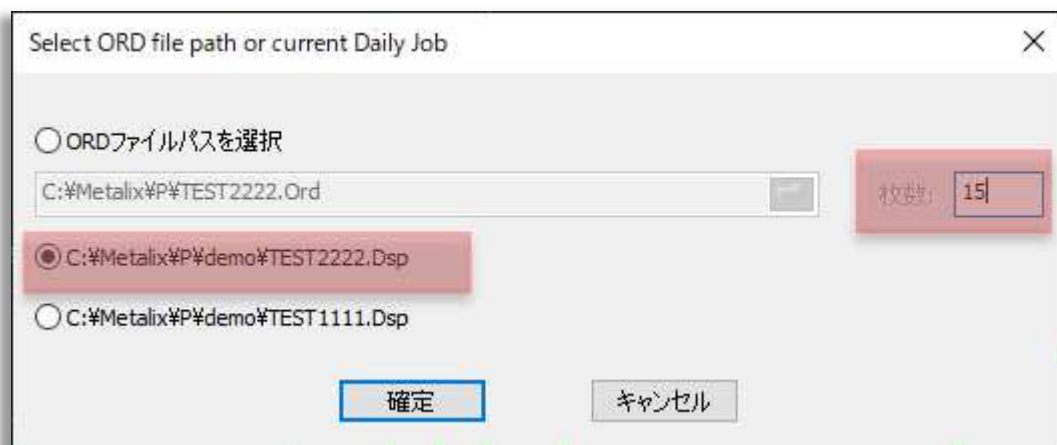 Select ORD file path or current Daily Job
ORDファイルパスを選択
C:¥Metalix¥P¥TEST2222.Ord
枚数: 15
C:¥Metalix¥P¥demo¥TEST2222.Dsp
C:¥Metalix¥P¥demo¥TEST1111.Dsp
確定 キャンセル